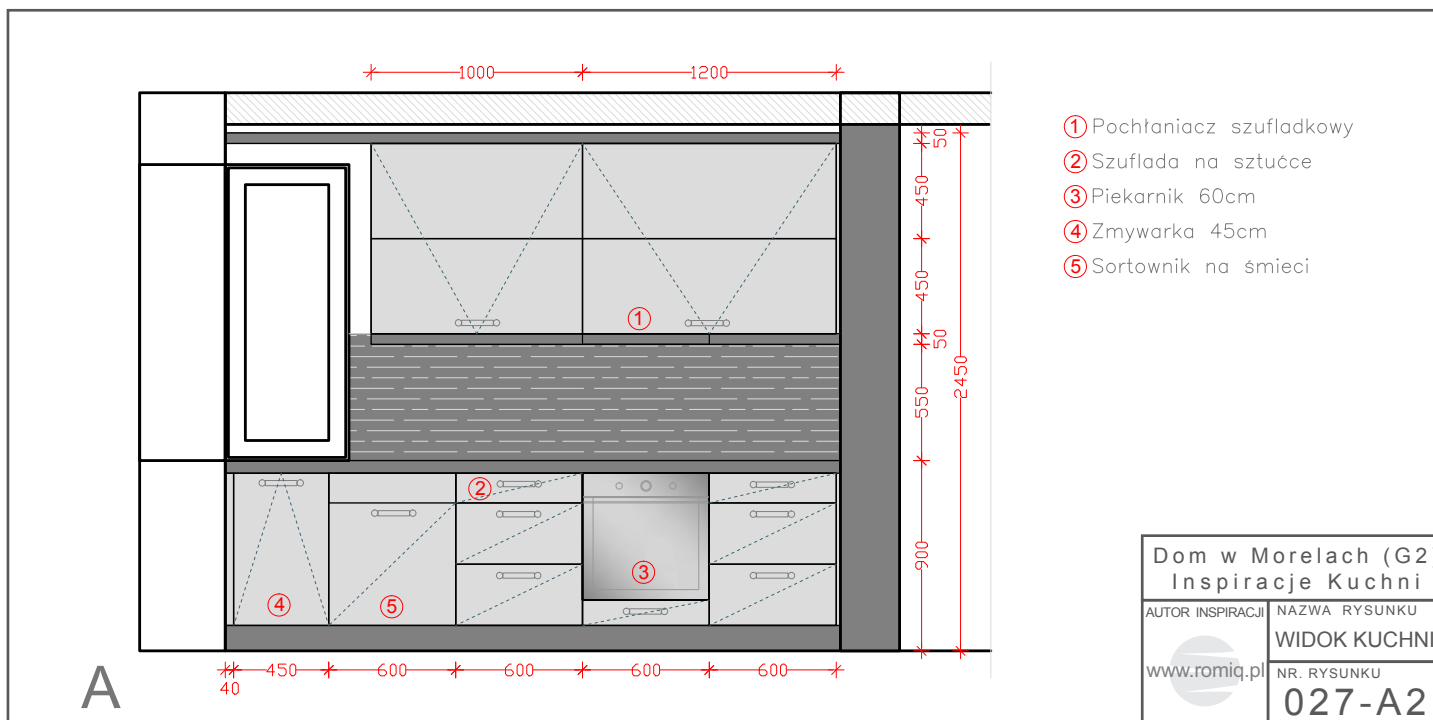 1000 1200
① Pochłaniacz szufladkowy
② Szuflada na sztućce
③ Piekarnik 60cm
④ Zmywarka 45cm
⑤ Sortownik na śmieci
50
450
450
50
550
900
2450
1
2
3
4
5
40 450 600 600 600 600
A
Dom w Morelach (G2)
Inspiracje Kuchni
AUTOR INSPIRACJI
www.romiq.pl
NAZWA RYSUNKU
WIDOK KUCHNI
NR. RYSUNKU
027-A2